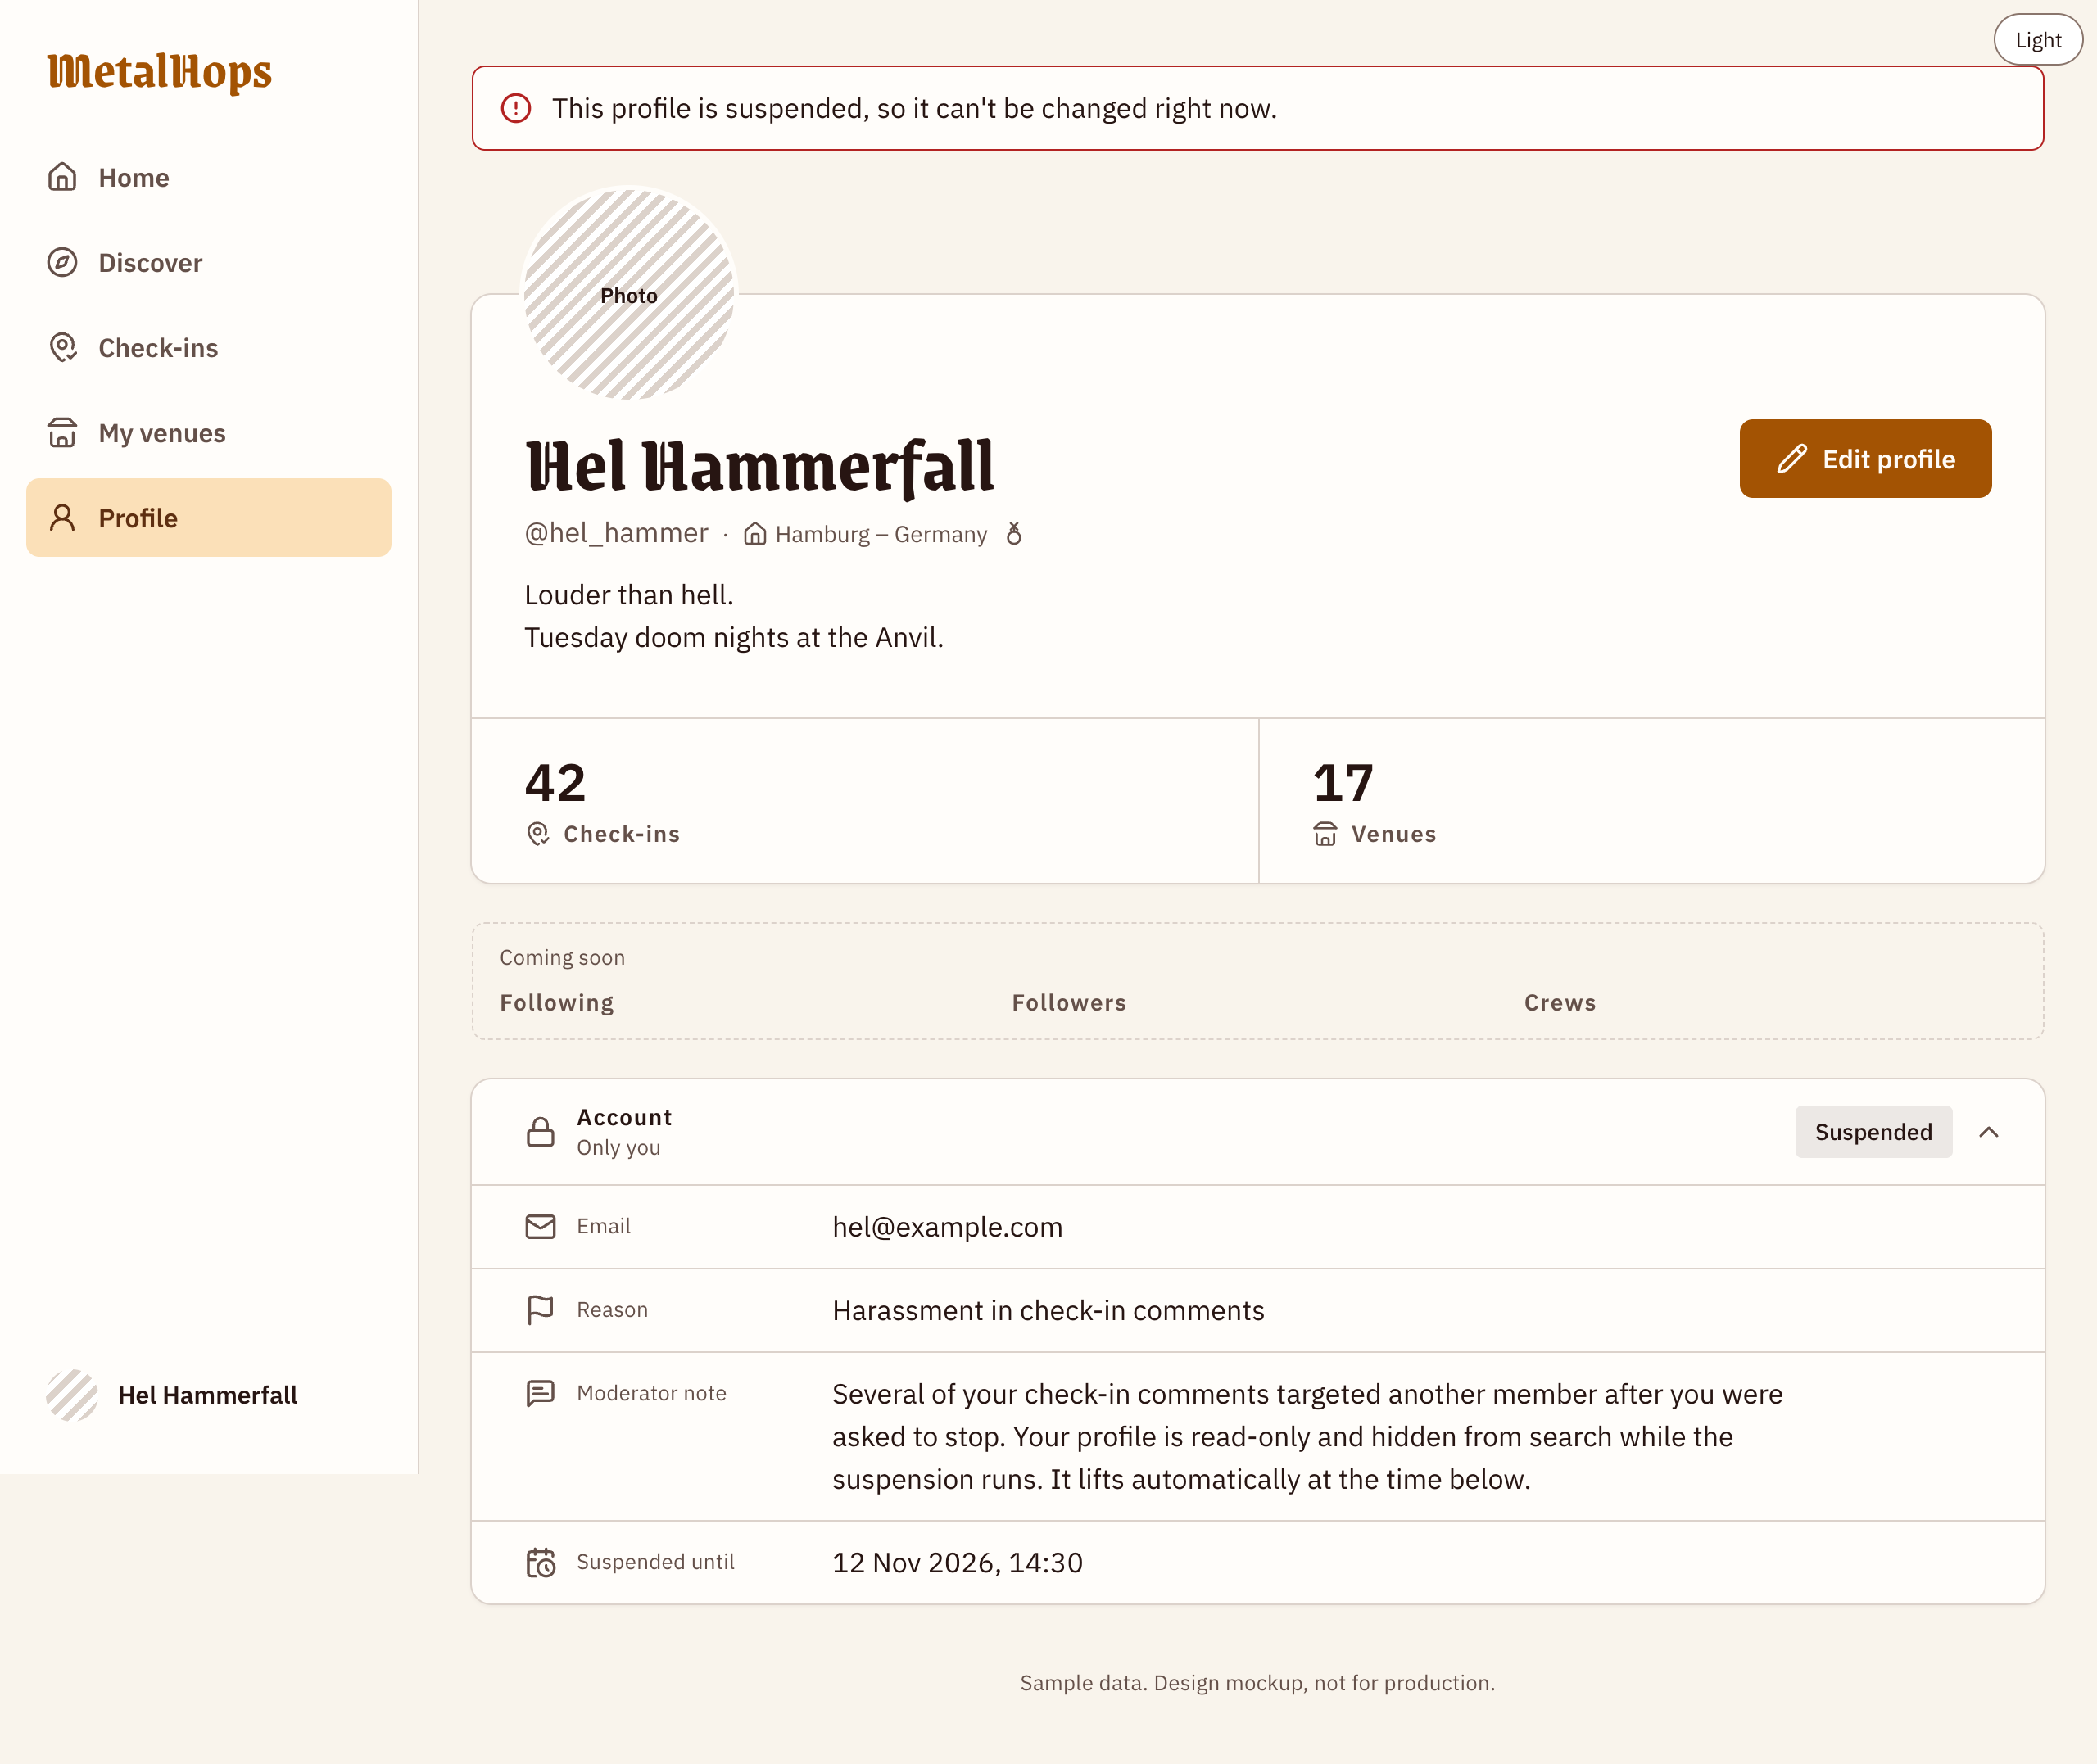 MetalHops
Light
This profile is suspended, so it can't be changed right now.
Home
Discover
Check-ins
My venues
Profile
Photo
Hel Hammerfall
Edit profile
@hel_hammer · Hamburg – Germany
Louder than hell.
Tuesday doom nights at the Anvil.
42
Check-ins
17
Venues
Coming soon
Following
Followers
Crews
Account
Only you
Suspended
Email
hel@example.com
Reason
Harassment in check-in comments
Moderator note
Several of your check-in comments targeted another member after you were
asked to stop. Your profile is read-only and hidden from search while the
suspension runs. It lifts automatically at the time below.
Suspended until
12 Nov 2026, 14:30
Hel Hammerfall
Sample data. Design mockup, not for production.